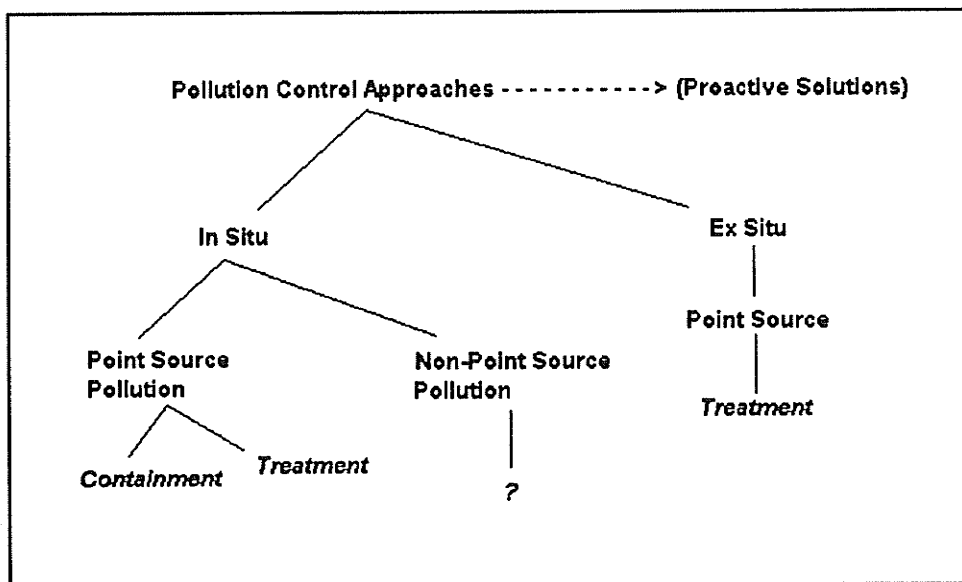 Pollution Control Approaches - - - - - - - - - - - -> (Proactive Solutions)
In Situ
Ex Situ
Point Source
Pollution
Non-Point Source
Pollution
Point Source
Containment
Treatment
?
Treatment